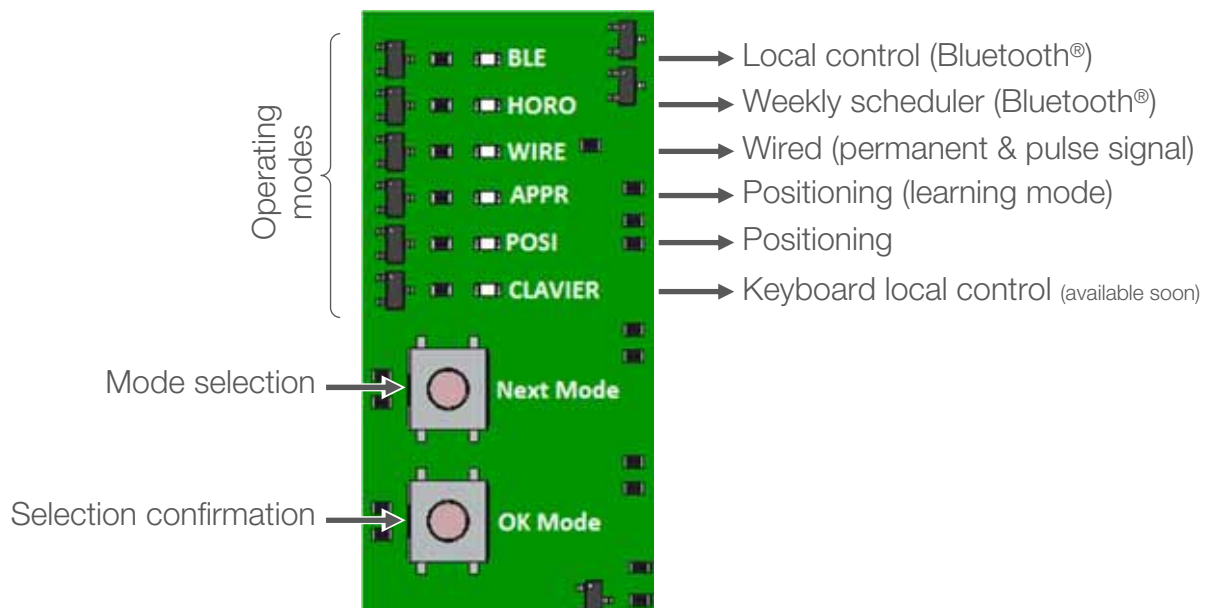 Operating
modes
BLE
Local control (Bluetooth®)
HORO
Weekly scheduler (Bluetooth®)
WIRE
Wired (permanent & pulse signal)
APPR
Positioning (learning mode)
POSI
Positioning
CLAVIER
Keyboard local control (available soon)
Mode selection
Next Mode
Selection confirmation
OK Mode